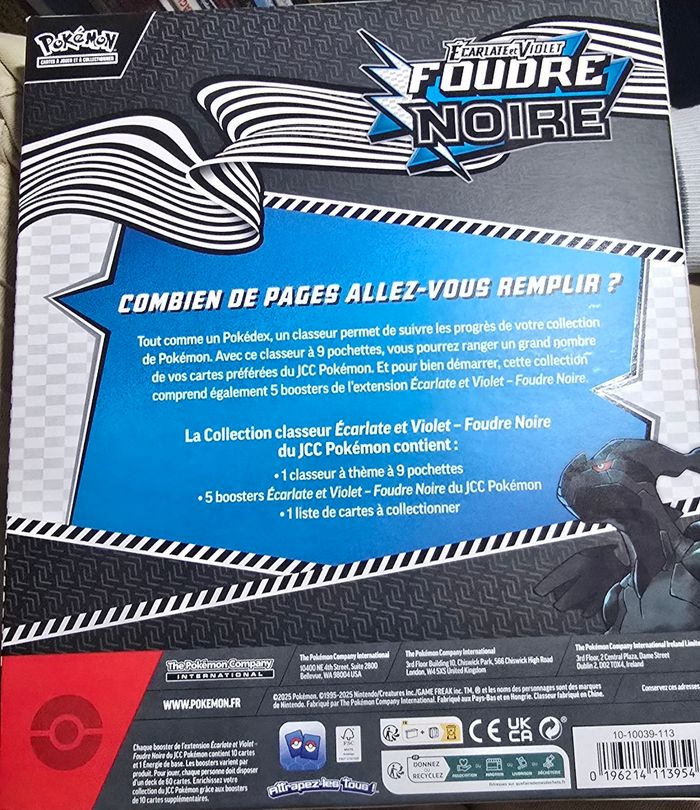 POKÉMON
CARTES À JOUER ET À COLLECTIONNER
ÉCARLATE ET VIOLET
FOUDRE
NOIRE
COMBIEN DE PAGES ALLEZ-VOUS REMPLIR ?
Tout comme un Pokédex, un classeur permet de suivre les progrès de votre collection
de Pokémon. Avec ce classeur à 9 pochettes, vous pourrez ranger un grand nombre
de vos cartes préférées du JCC Pokémon. Et pour bien démarrer, cette collection
comprend également 5 boosters de l'extension Écarlate et Violet – Foudre Noire.
La Collection classeur Écarlate et Violet – Foudre Noire
du JCC Pokémon contient :
• 1 classeur à thème à 9 pochettes
• 5 boosters Écarlate et Violet – Foudre Noire du JCC Pokémon
• 1 liste de cartes à collectionner
The Pokémon Company
INTERNATIONAL
The Pokémon Company International
10400 NE 4th Street, Suite 2800
Bellevue, WA 98004 USA
The Pokémon Company International
3rd Floor Building 10, Chiswick Park, 566 Chiswick High Road
London, W4 5XS United Kingdom
The Pokémon Company International Ireland Limite
3rd Floor, 2 Central Plaza, Dame Street
Dublin 2, D02 T0X4, Ireland
WWW.POKEMON.FR
©2025 Pokémon. ©1995-2025 Nintendo/Creatures Inc./GAME FREAK inc. TM, ® et les noms des personnages sont des marques
de Nintendo. Fabriqué par The Pokémon Company International. Fabriqué aux Pays-Bas et en Hongrie. Classeur fabriqué en Chine.
Conservez ces adresses
Chaque booster de l'extension Écarlate et Violet –
Foudre Noire du JCC Pokémon contient 10 cartes
et 1 Énergie de base. Les boosters varient par
produit. Pour jouer, chaque personne doit disposer
d'un deck de 60 cartes. Enrichissez votre
collection du JCC Pokémon grâce aux boosters
de 10 cartes supplémentaires.
Attrapez-les Tous !
FSC
FR
CE UK CA
DONNEZ
OU
RECYCLEZ
ASSOCIATION OU MAGASIN OU LIVRAISON OU DÉCHÈTERIE
10-10039-113
0 196214 113954